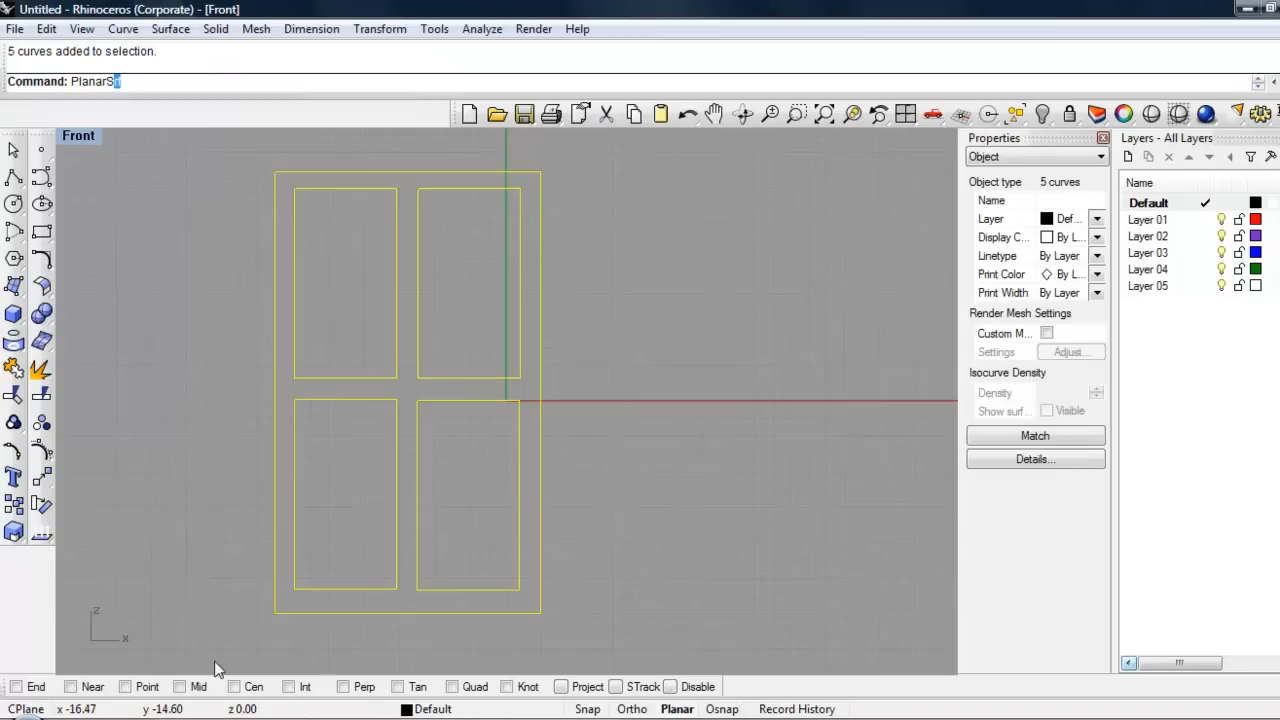 Untitled - Rhinoceros (Corporate) - [Front]
File Edit View Curve Surface Solid Mesh Dimension Transform Tools Analyze Render Help
5 curves added to selection.
Command: PlanarSrf
Front
Properties
Object
Object type 5 curves
Name
Layer Def...
Display C... By L...
Linetype By Layer
Print Color By L...
Print Width By Layer
Render Mesh Settings
Custom M...
Settings Adjust...
Isocurve Density
Density
Show surf... Visible
Match
Details...
Layers - All Layers
Name
Default
Layer 01
Layer 02
Layer 03
Layer 04
Layer 05
z
x
End Near Point Mid Cen Int Perp Tan Quad Knot Project STrack Disable
CPlane x -16.47 y -14.60 z 0.00 Default Snap Ortho Planar Osnap Record History